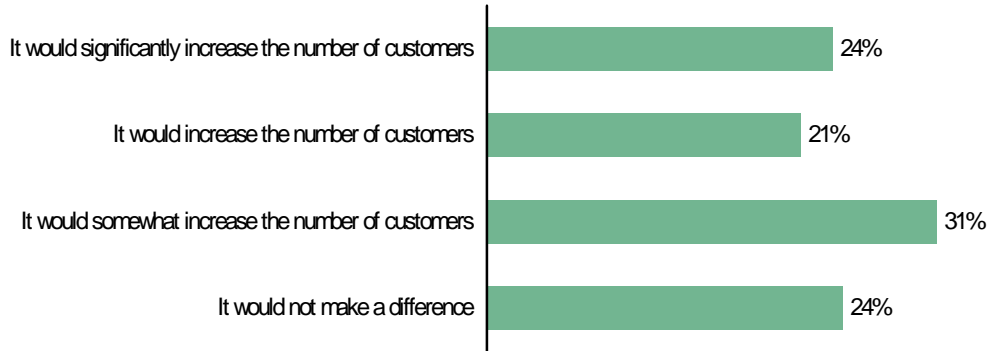 It would significantly increase the number of customers 24%
It would increase the number of customers 21%
It would somewhat increase the number of customers 31%
It would not make a difference 24%